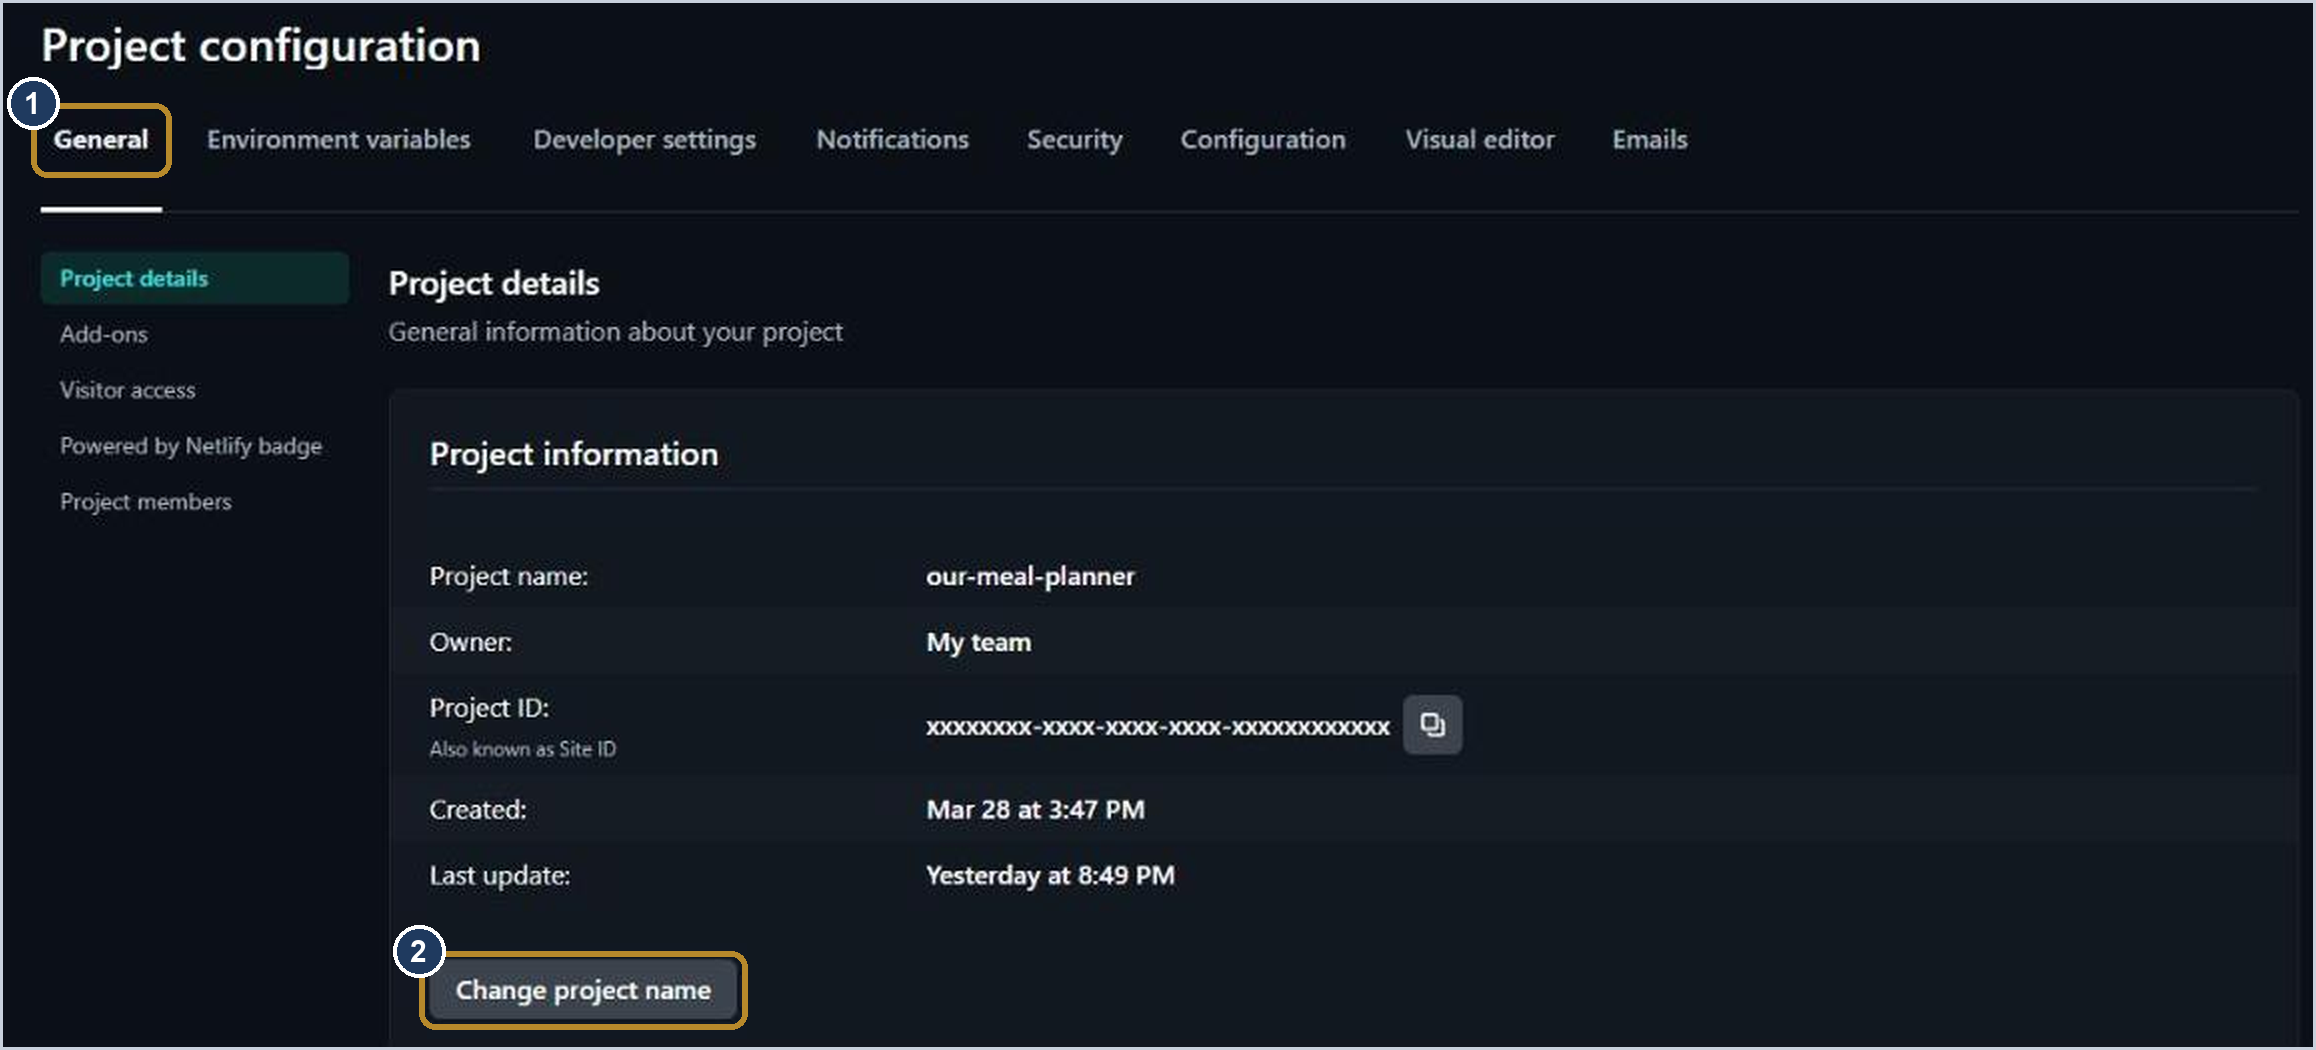 Project configuration
1
General Environment variables Developer settings Notifications Security Configuration Visual editor Emails
Project details
Add-ons
Visitor access
Powered by Netlify badge
Project members
Project details
General information about your project
Project information
Project name: our-meal-planner
Owner: My team
Project ID: xxxxxxxx-xxxx-xxxx-xxxx-xxxxxxxxxxxx
Also known as Site ID
Created: Mar 28 at 3:47 PM
Last update: Yesterday at 8:49 PM
2
Change project name